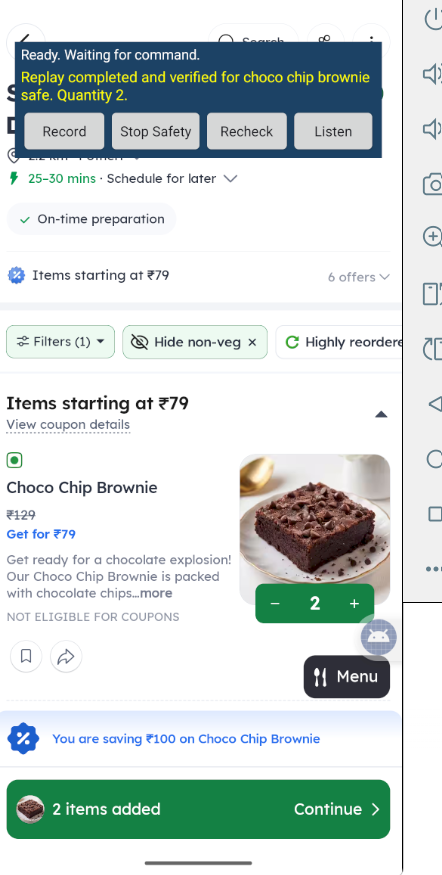 Search
Ready. Waiting for command.
Replay completed and verified for choco chip brownie
safe. Quantity 2.
Record
Stop Safety
Recheck
Listen
25–30 mins · Schedule for later
On-time preparation
Items starting at ₹79
6 offers
Filters (1)
Hide non-veg ×
Highly reordere
Items starting at ₹79
View coupon details
Choco Chip Brownie
₹129
Get for ₹79
Get ready for a chocolate explosion!
Our Choco Chip Brownie is packed
with chocolate chips...more
NOT ELIGIBLE FOR COUPONS
− 2 +
Menu
You are saving ₹100 on Choco Chip Brownie
2 items added
Continue